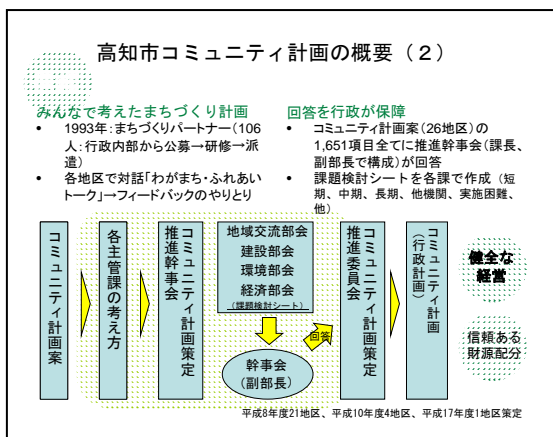 高知市コミュニティ計画の概要（２）
みんなで考えたまちづくり計画
• 1993年：まちづくりパートナー（106
人：行政内部から公募→研修→派
遣）
• 各地区で対話「わがまち・ふれあい
トーク」→フィードバックのやりとり
回答を行政が保障
• コミュニティ計画案（26地区）の
1,651項目全てに推進幹事会（課長、
副部長で構成）が回答
• 課題検討シートを各課で作成（短
期、中期、長期、他機関、実施困難、
他）
コミュニティ計画案
各主管課の考え方
コミュニティ計画策定
推進幹事会
地域交流部会
建設部会
環境部会
経済部会
（課題検討シート）
幹事会
（副部長）
回答
コミュニティ計画策定
推進委員会
コミュニティ計画
（行政計画）
健全な
経営
信頼ある
財源配分
平成8年度21地区、平成10年度4地区、平成17年度1地区策定